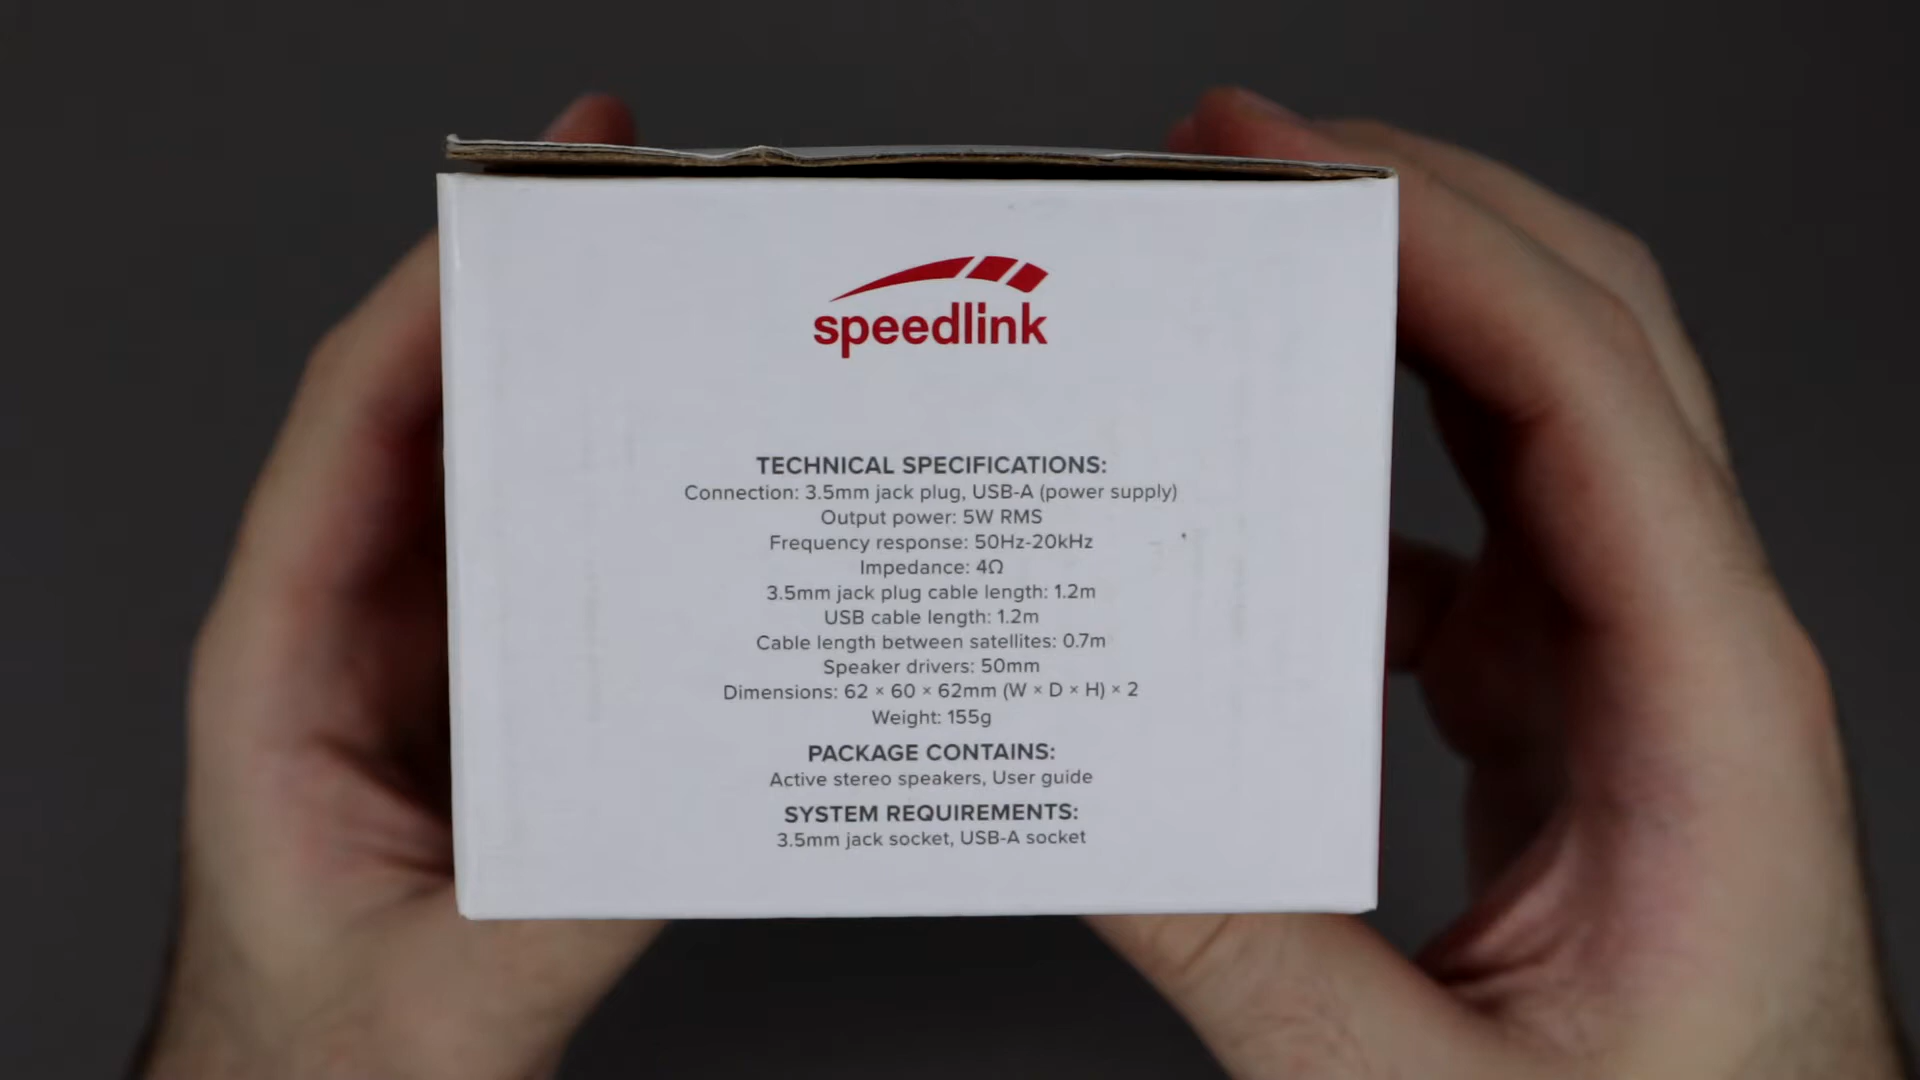 speedlink
TECHNICAL SPECIFICATIONS:
Connection: 3.5mm jack plug, USB-A (power supply)
Output power: 5W RMS
Frequency response: 50Hz-20kHz
Impedance: 4Ω
3.5mm jack plug cable length: 1.2m
USB cable length: 1.2m
Cable length between satellites: 0.7m
Speaker drivers: 50mm
Dimensions: 62 × 60 × 62mm (W × D × H) × 2
Weight: 155g
PACKAGE CONTAINS:
Active stereo speakers, User guide
SYSTEM REQUIREMENTS:
3.5mm jack socket, USB-A socket